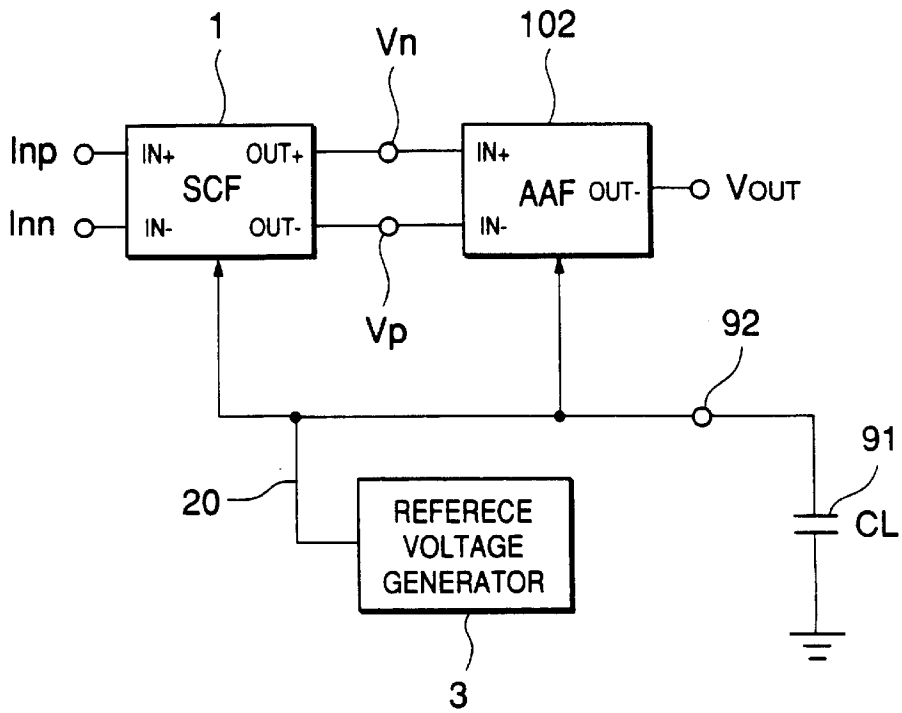 1
Vn
102
Inp
IN+ OUT+
IN+
SCF
AAF OUT- VOUT
Inn
IN- OUT-
IN-
Vp
92
91
20
CL
REFERECE
VOLTAGE
GENERATOR
3